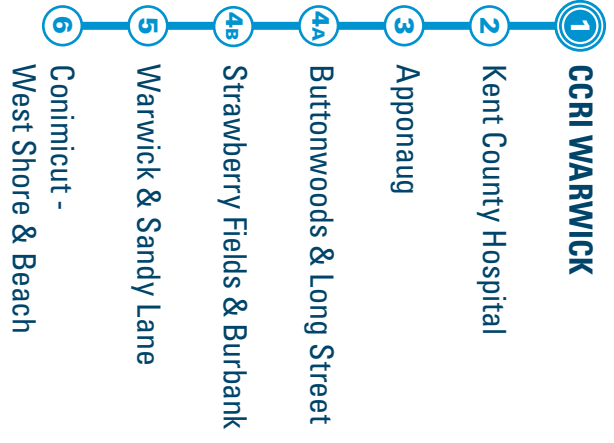 1 CCRI WARWICK
2 Kent County Hospital
3 Apponaug
4A Buttonwoods & Long Street
4B Strawberry Fields & Burbank
5 Warwick & Sandy Lane
6 Conimicut -
West Shore & Beach